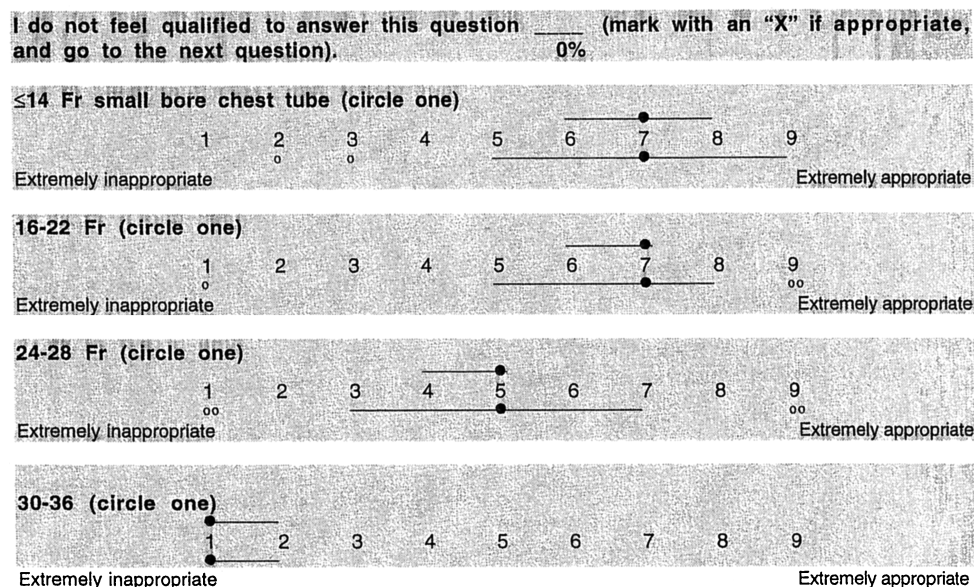 I do not feel qualified to answer this question ____ (mark with an “X” if appropriate,
and go to the next question). 0%
≤14 Fr small bore chest tube (circle one)
1 2 3 4 5 6 7 8 9
o o
Extremely inappropriate Extremely appropriate
16-22 Fr (circle one)
1 2 3 4 5 6 7 8 9
o oo
Extremely inappropriate Extremely appropriate
24-28 Fr (circle one)
1 2 3 4 5 6 7 8 9
oo oo
Extremely inappropriate Extremely appropriate
30-36 (circle one)
1 2 3 4 5 6 7 8 9
Extremely inappropriate Extremely appropriate